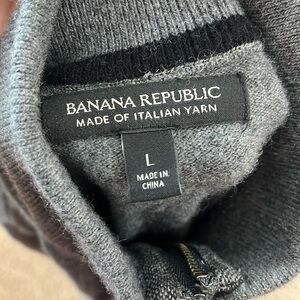 BANANA REPUBLIC
MADE OF ITALIAN YARN
L
MADE IN
CHINA